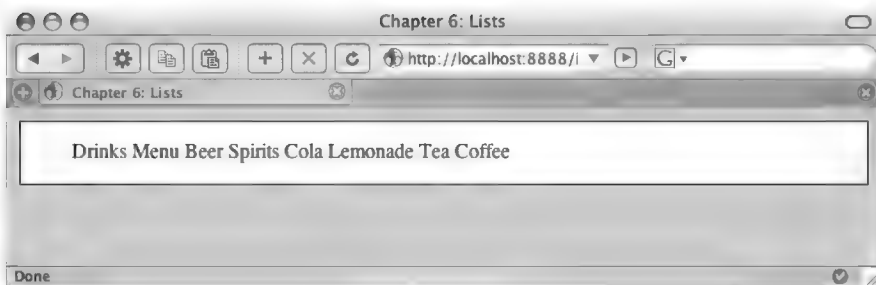 Chapter 6: Lists
http://localhost:8888/i
G
Chapter 6: Lists
Drinks Menu Beer Spirits Cola Lemonade Tea Coffee
Done